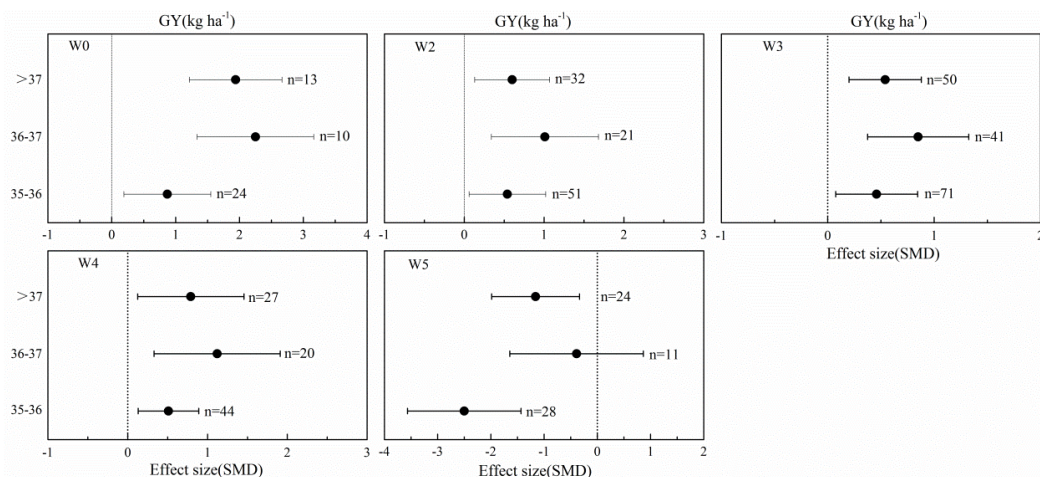 GY(kg ha⁻¹) GY(kg ha⁻¹) GY(kg ha⁻¹)
W0 W2 W3
>37 n=13 n=32 n=50
36-37 n=10 n=21 n=41
35-36 n=24 n=51 n=71
-1 0 1 2 3 4 -1 0 1 2 3 -1 0 1 2
Effect size(SMD)
W4 W5
>37 n=27 n=24
36-37 n=20 n=11
35-36 n=44 n=28
-1 0 1 2 3 -4 -3 -2 -1 0 1 2
Effect size(SMD) Effect size(SMD)